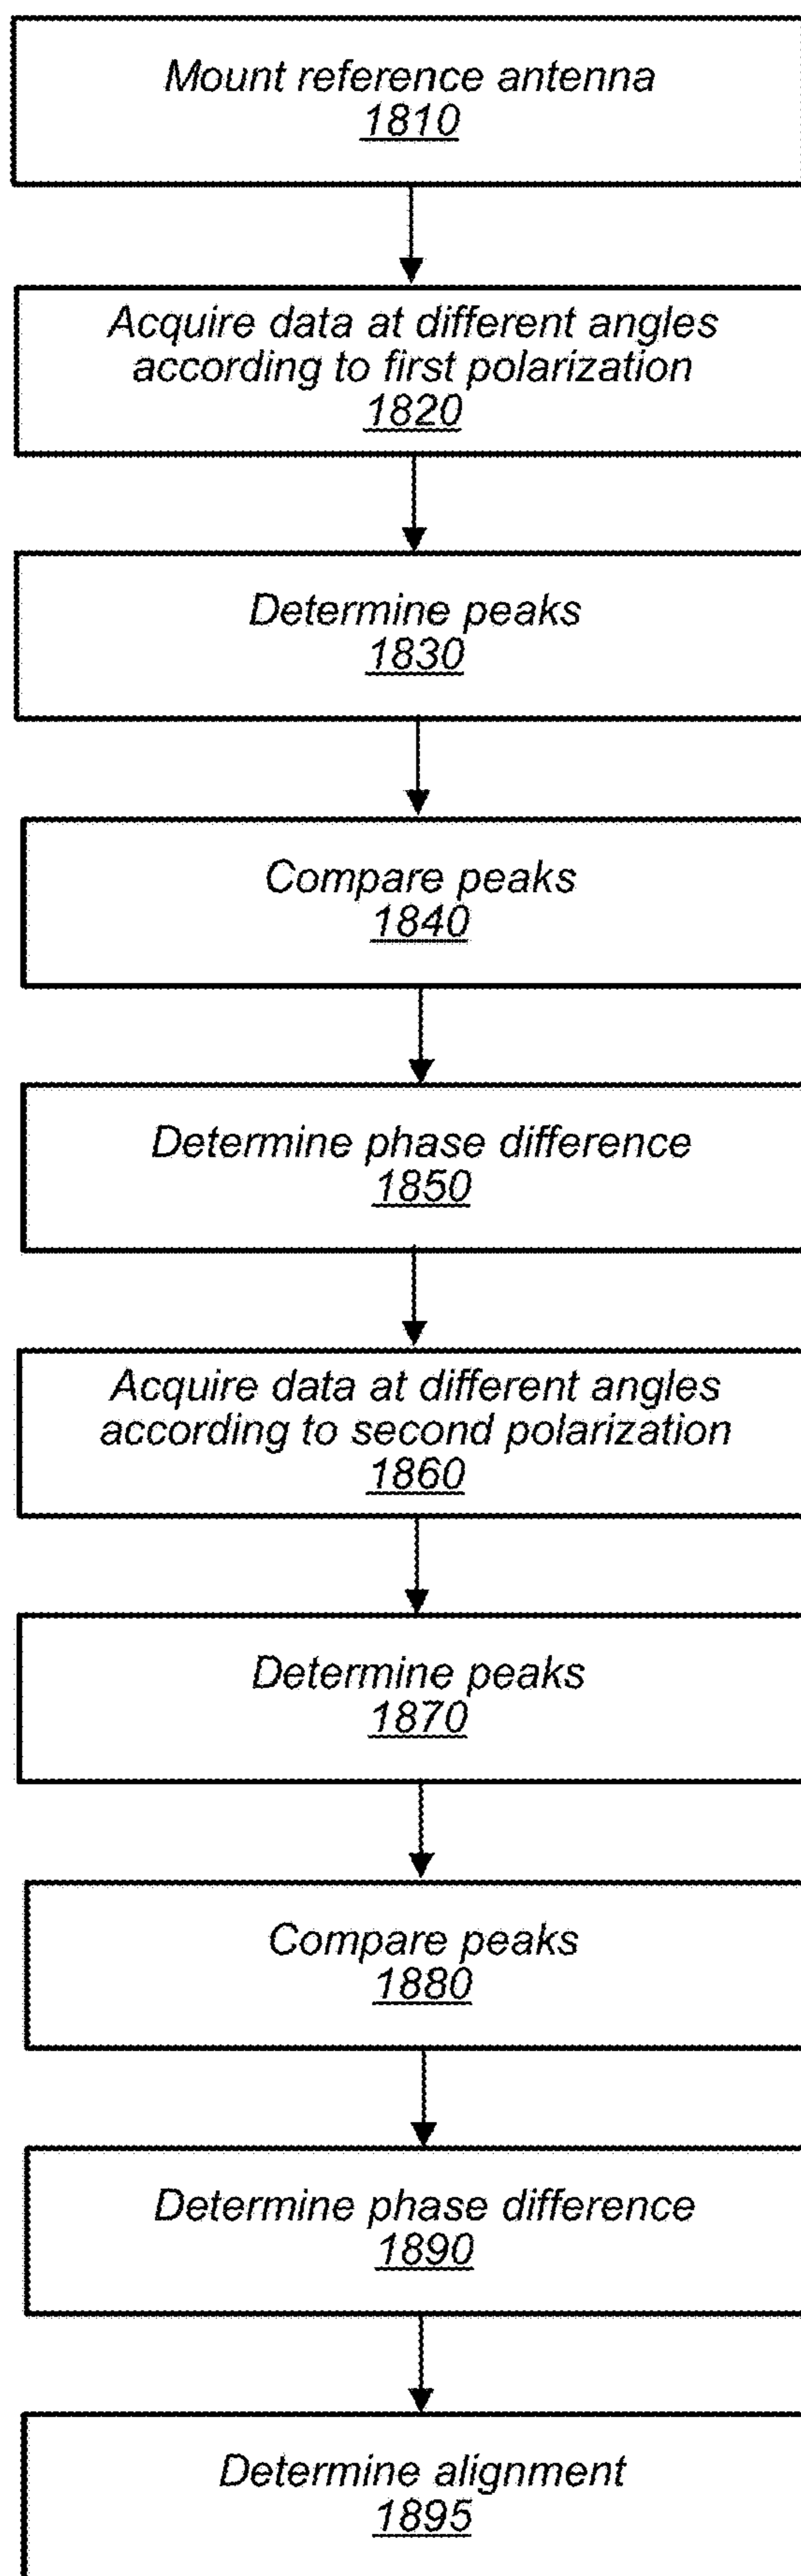 Mount reference antenna
1810
Acquire data at different angles
according to first polarization
1820
Determine peaks
1830
Compare peaks
1840
Determine phase difference
1850
Acquire data at different angles
according to second polarization
1860
Determine peaks
1870
Compare peaks
1880
Determine phase difference
1890
Determine alignment
1895